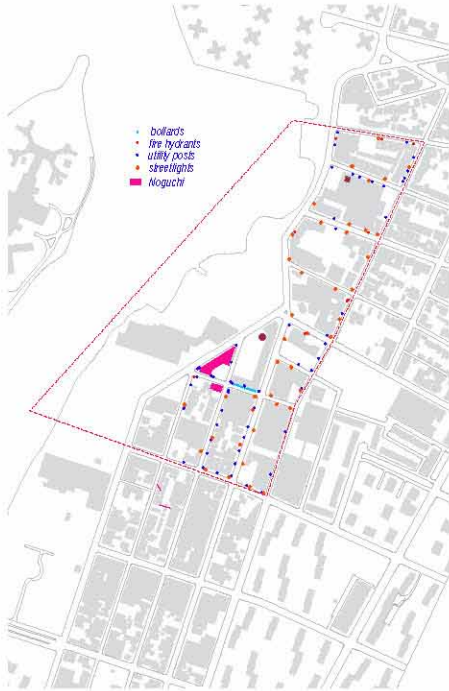 bollards
fire hydrants
utility posts
streetlights
Noguchi